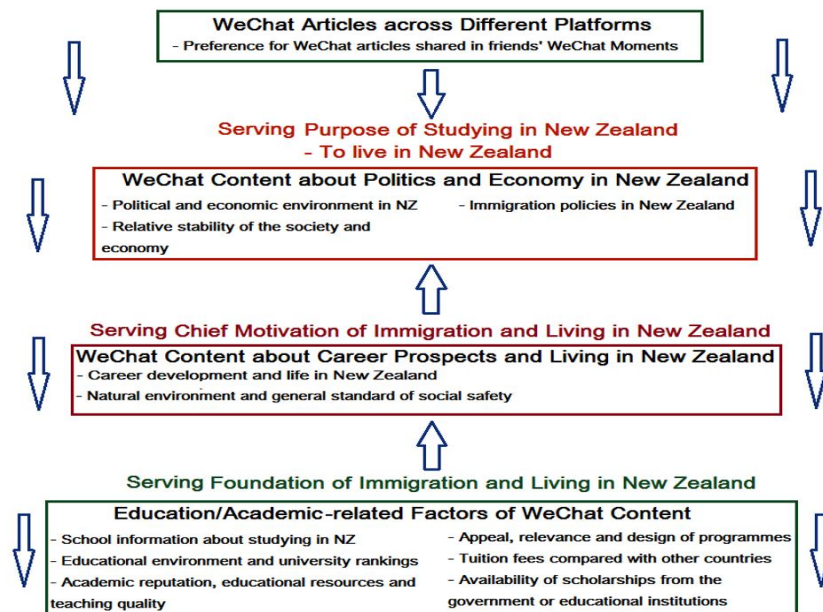 WeChat Articles across Different Platforms
- Preference for WeChat articles shared in friends' WeChat Moments
Serving Purpose of Studying in New Zealand
- To live in New Zealand
WeChat Content about Politics and Economy in New Zealand
- Political and economic environment in NZ
- Relative stability of the society and
economy
- Immigration policies in New Zealand
Serving Chief Motivation of Immigration and Living in New Zealand
WeChat Content about Career Prospects and Living in New Zealand
- Career development and life in New Zealand
- Natural environment and general standard of social safety
Serving Foundation of Immigration and Living in New Zealand
Education/Academic-related Factors of WeChat Content
- School information about studying in NZ
- Educational environment and university rankings
- Academic reputation, educational resources and
teaching quality
- Appeal, relevance and design of programmes
- Tuition fees compared with other countries
- Availability of scholarships from the
government or educational institutions